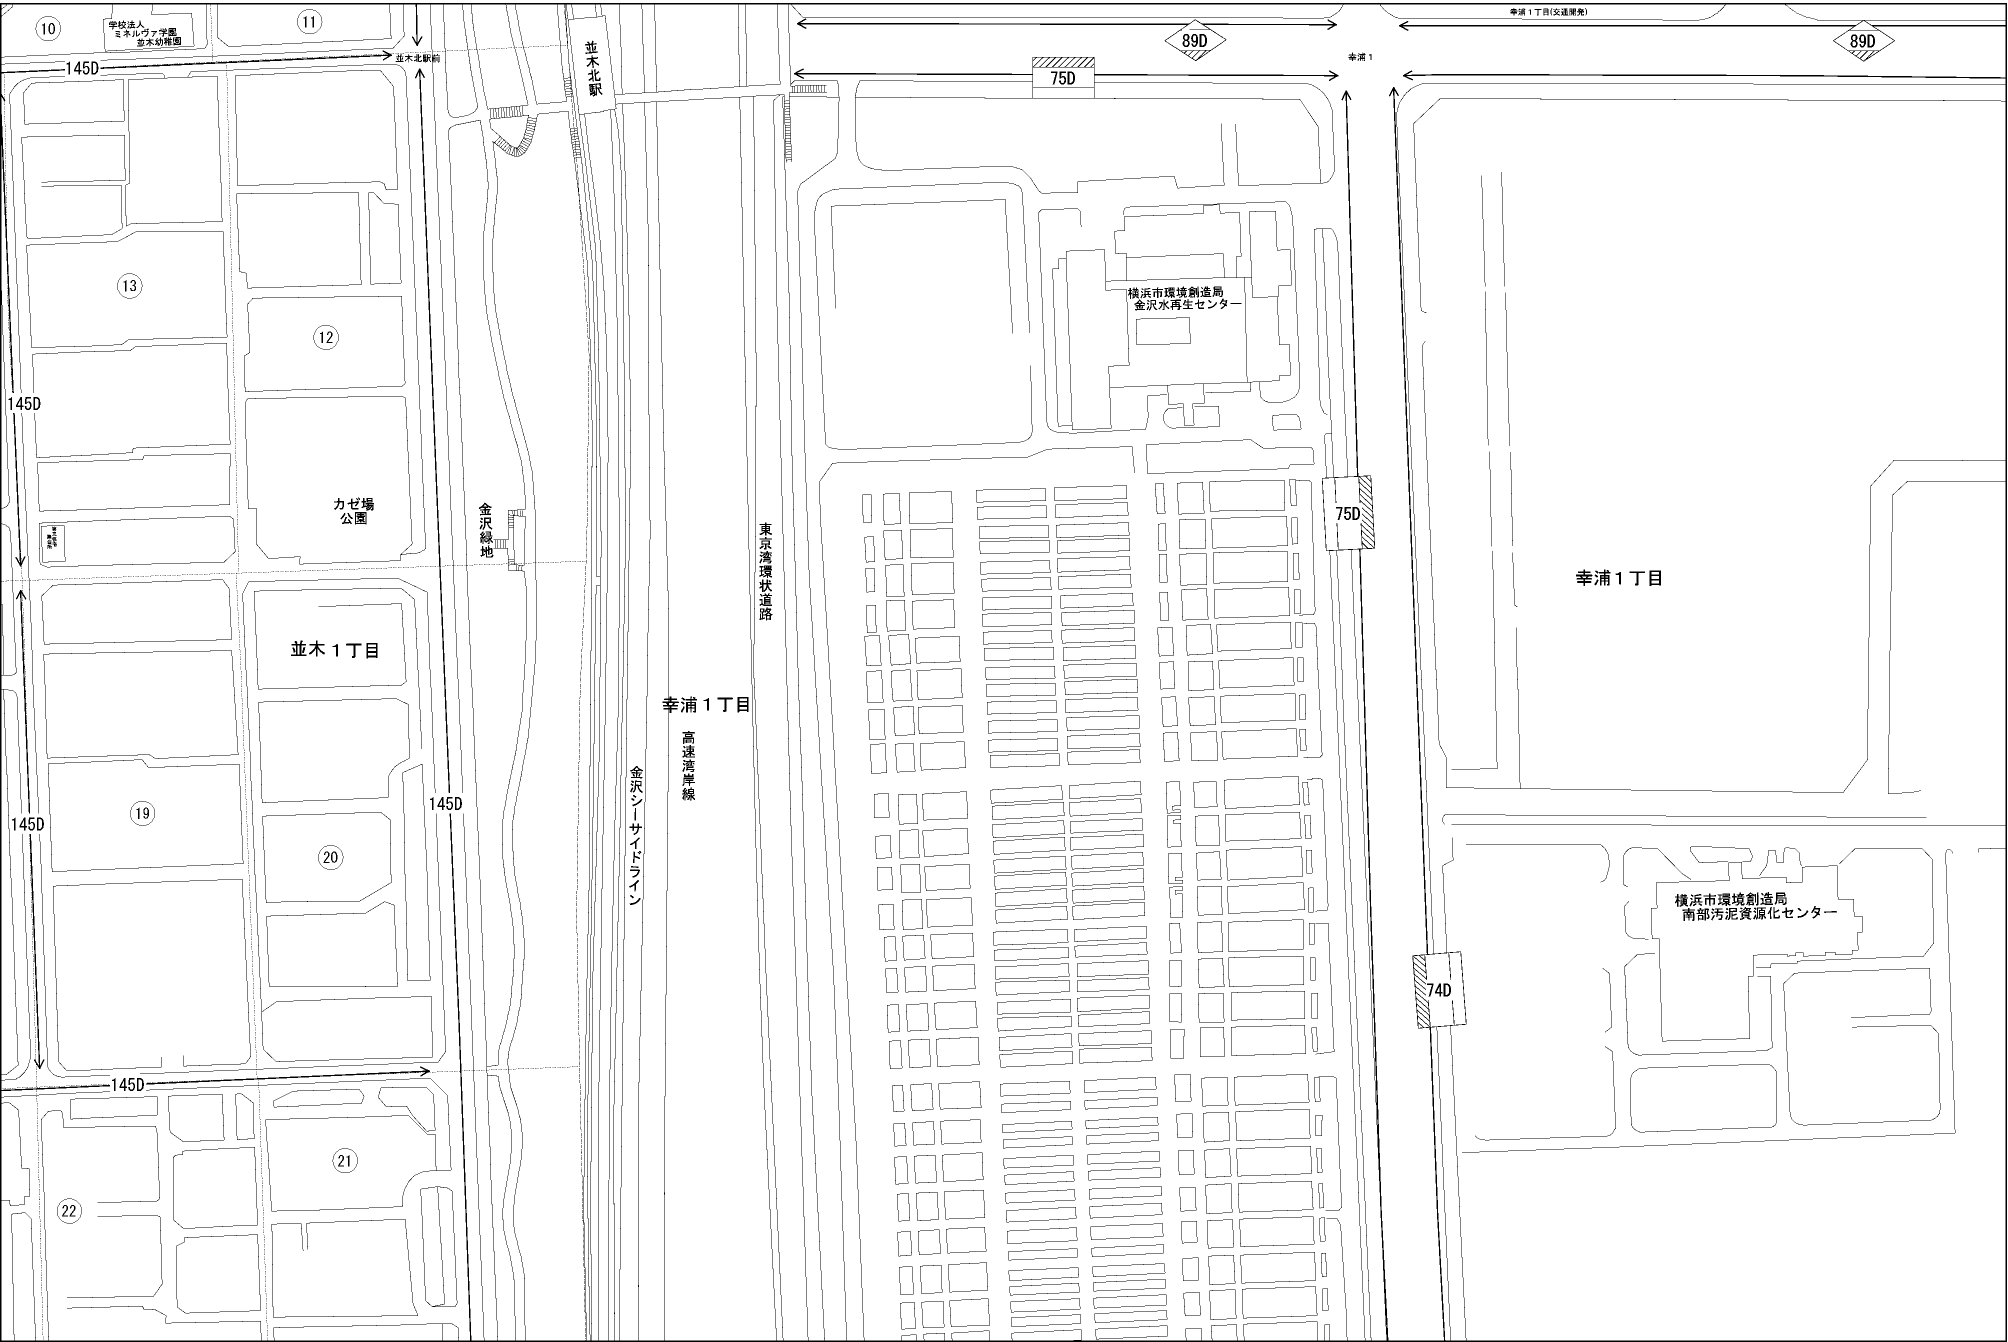 10
学校法人
ミネルヴァ学園
並木幼稚園
11
145D
並木北駅前
並木北駅
89D
75D
幸浦1
幸浦1丁目(交通開発)
89D
13
12
145D
カゼ場
公園
金沢緑地
横浜市環境創造局
金沢水再生センター
75D
東京湾環状道路
幸浦1丁目
並木1丁目
幸浦1丁目
高速湾岸線
金沢シーサイドライン
145D
19
145D
20
横浜市環境創造局
南部汚泥資源化センター
74D
145D
21
22